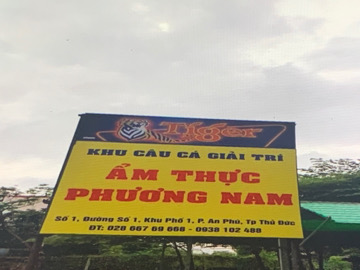 Tiger
KHU CÂU CÁ GIẢI TRÍ
ẨM THỰC
PHƯƠNG NAM
Số 1, Đường Số 1, Khu Phố 1, P. An Phú, Tp Thủ Đức
ĐT: 028 667 69 668 - 0938 102 488